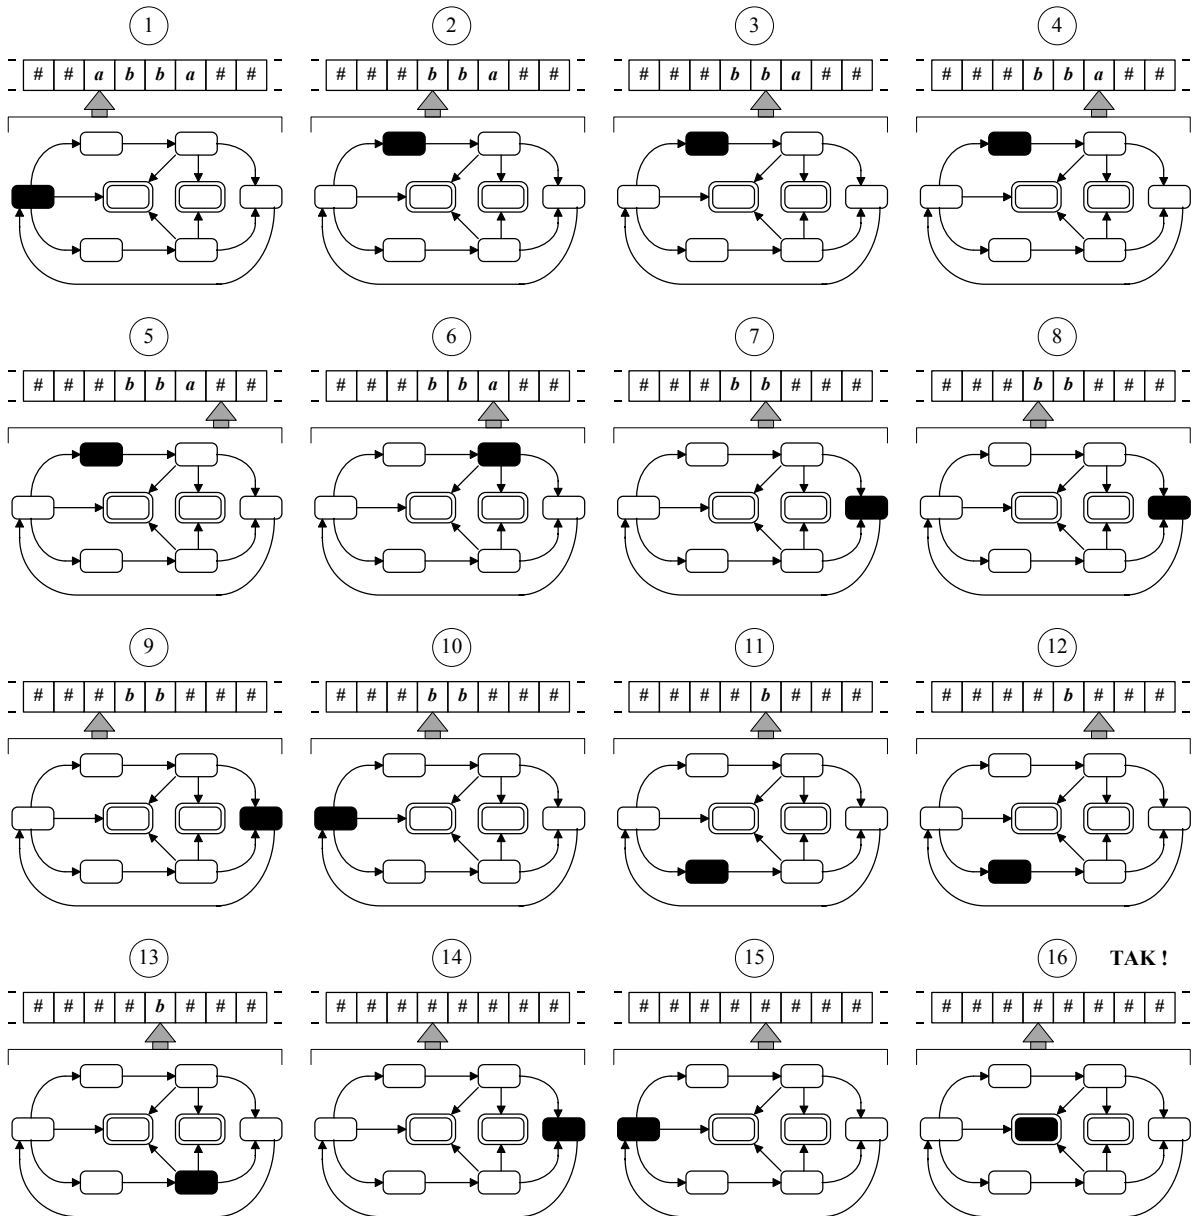 1 2 3 4
# # a b b a # # # # # b b a # # # # # b b a # # # # # b b a # #
5 6 7 8
# # # b b a # # # # # b b a # # # # # b b # # # # # # b b # # #
9 10 11 12
# # # b b # # # # # # b b # # # # # # # b # # # # # # # b # # #
13 14 15 16 TAK !
# # # # b # # # # # # # # # # # # # # # # # # # # # # # # # # #